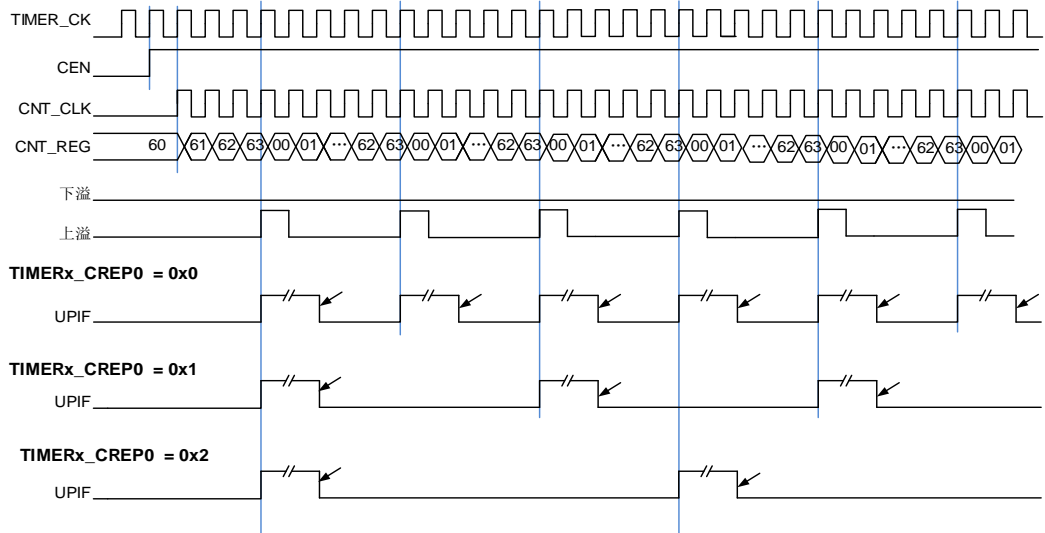 TIMER_CK
CEN
CNT_CLK
CNT_REG 60 61 62 63 00 01 ... 62 63 00 01 ... 62 63 00 01 ... 62 63 00 01 ... 62 63 00 01 ... 62 63 00 01
下溢
上溢
TIMERx_CREP0 = 0x0
UPIF
TIMERx_CREP0 = 0x1
UPIF
TIMERx_CREP0 = 0x2
UPIF